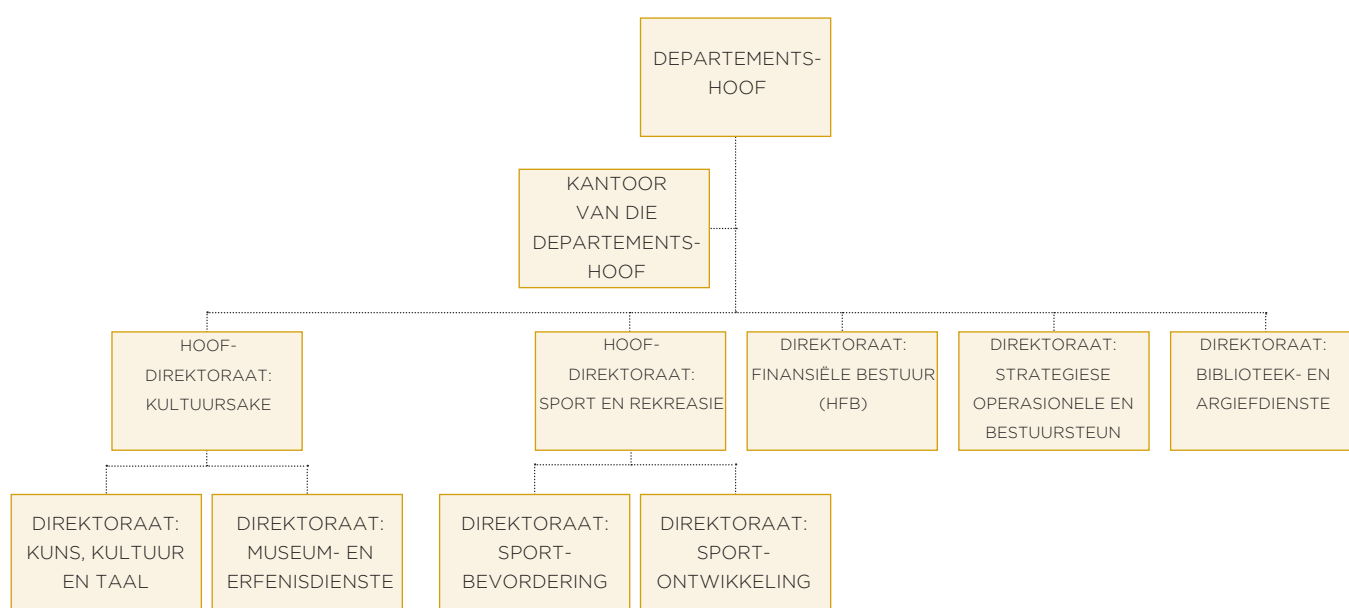 DEPARTEMENTS-
HOOF
KANTOOR
VAN DIE
DEPARTEMENTS-
HOOF
HOOF-
DIREKTORAAT:
KULTUURSAKE
HOOF-
DIREKTORAAT:
SPORT EN REKREASIE
DIREKTORAAT:
FINANSIËLE BESTUUR
(HFB)
DIREKTORAAT:
STRATEGIESE
OPERASIONELE EN
BESTUURSTEUN
DIREKTORAAT:
BIBLIOTEEK- EN
ARGIEFDIENSTE
DIREKTORAAT:
KUNS, KULTUUR
EN TAAL
DIREKTORAAT:
MUSEUM- EN
ERFENISDIENSTE
DIREKTORAAT:
SPORT-
BEVORDERING
DIREKTORAAT:
SPORT-
ONTWIKKELING